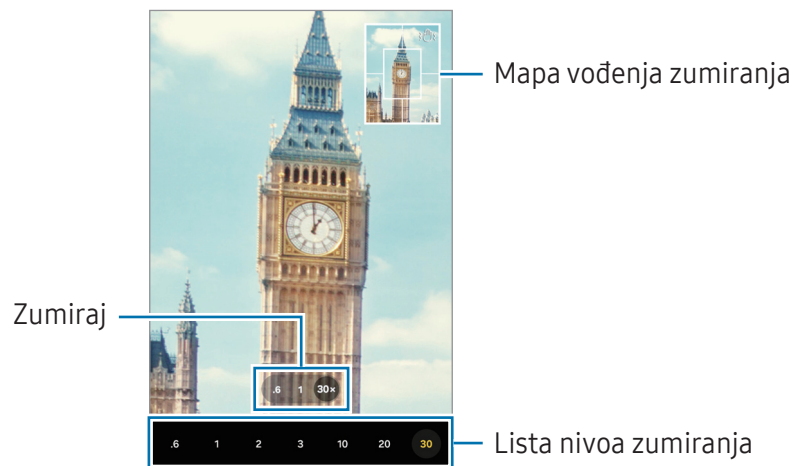 Mapa vođenja zumiranja
Zumiraj
.6 1 30×
.6 1 2 3 10 20 30
Lista nivoa zumiranja